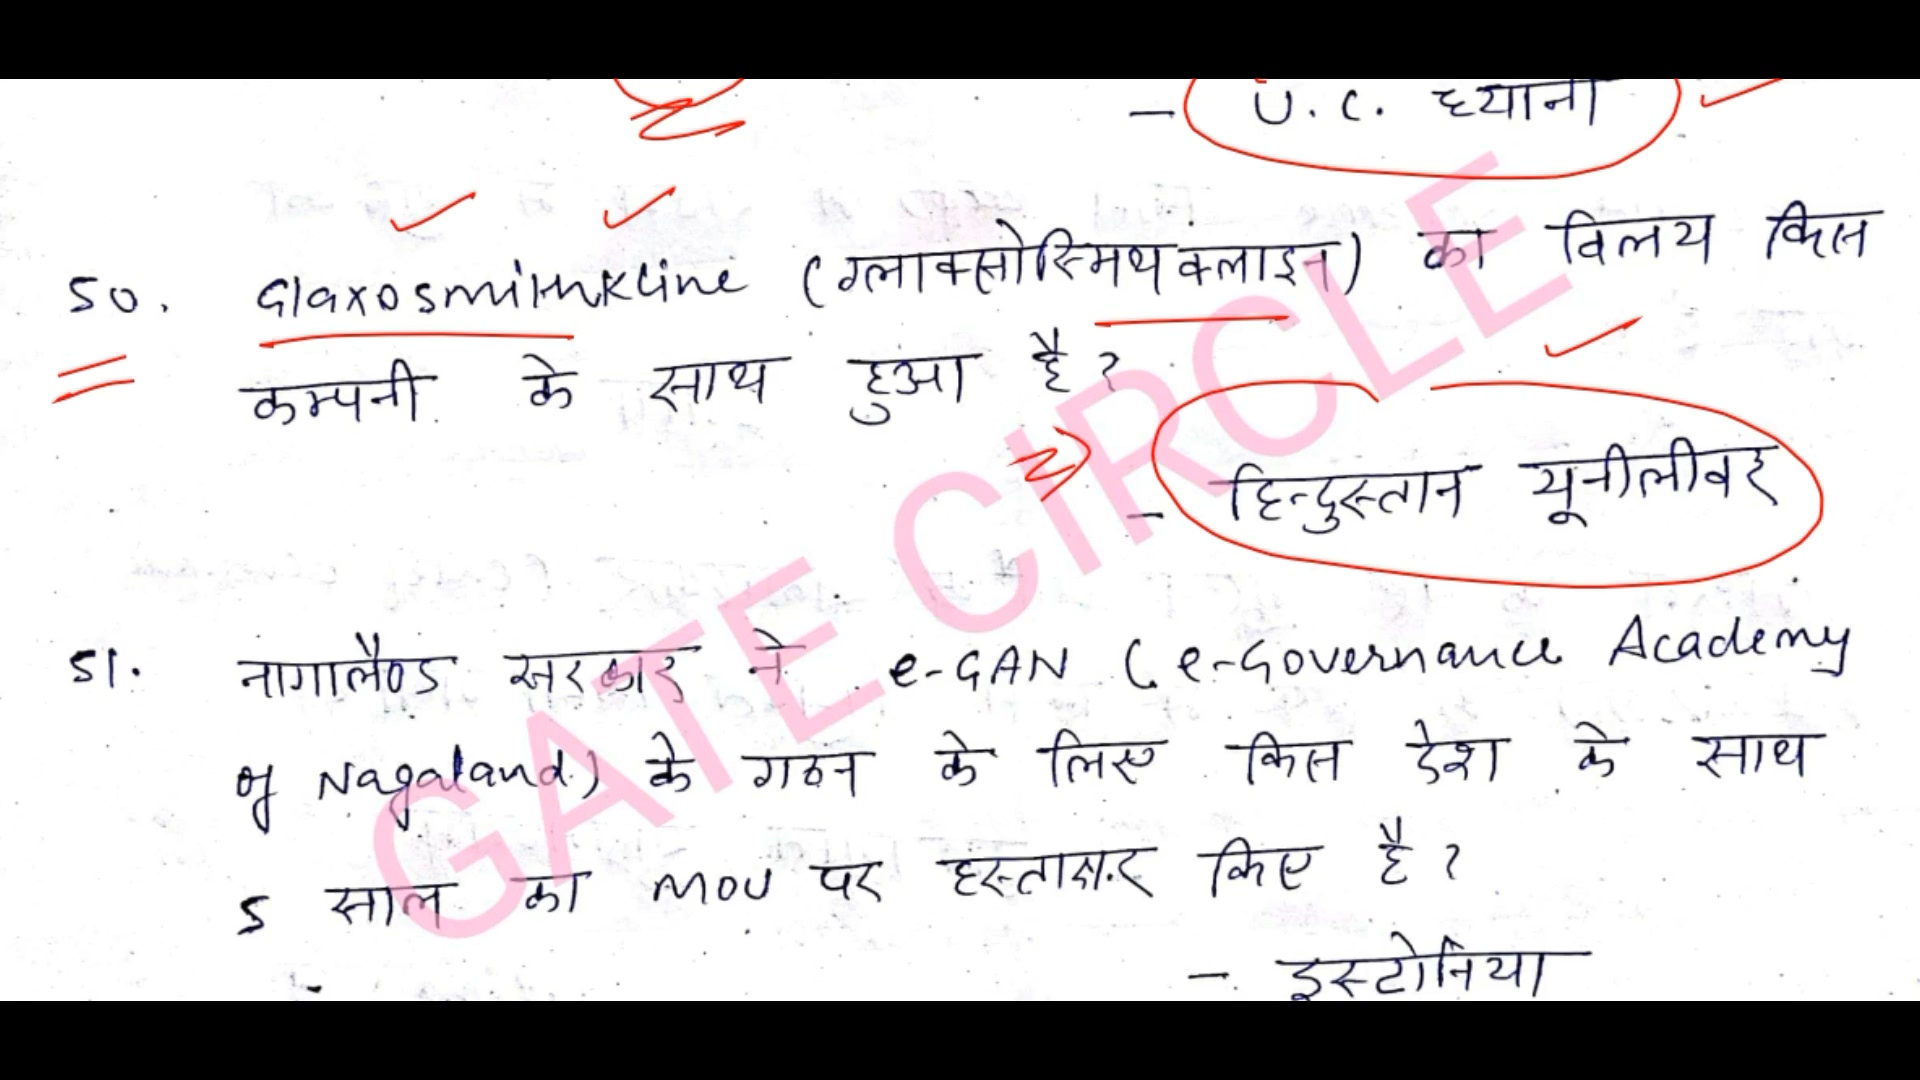 - U.C. ध्यानी
50. Glaxosmithkline (ग्लाक्सोस्मिथक्लाइन) का विलय किस
कम्पनी के साथ हुआ है?
- हिन्दुस्तान यूनीलीवर
51. नागालैण्ड सरकार ने e-GAN (e-Governance Academy
of Nagaland) के गठन के लिए किस देश के साथ
5 साल का MOU पर हस्ताक्षर किए है?
- इस्टोनिया
GATE CIRCLE